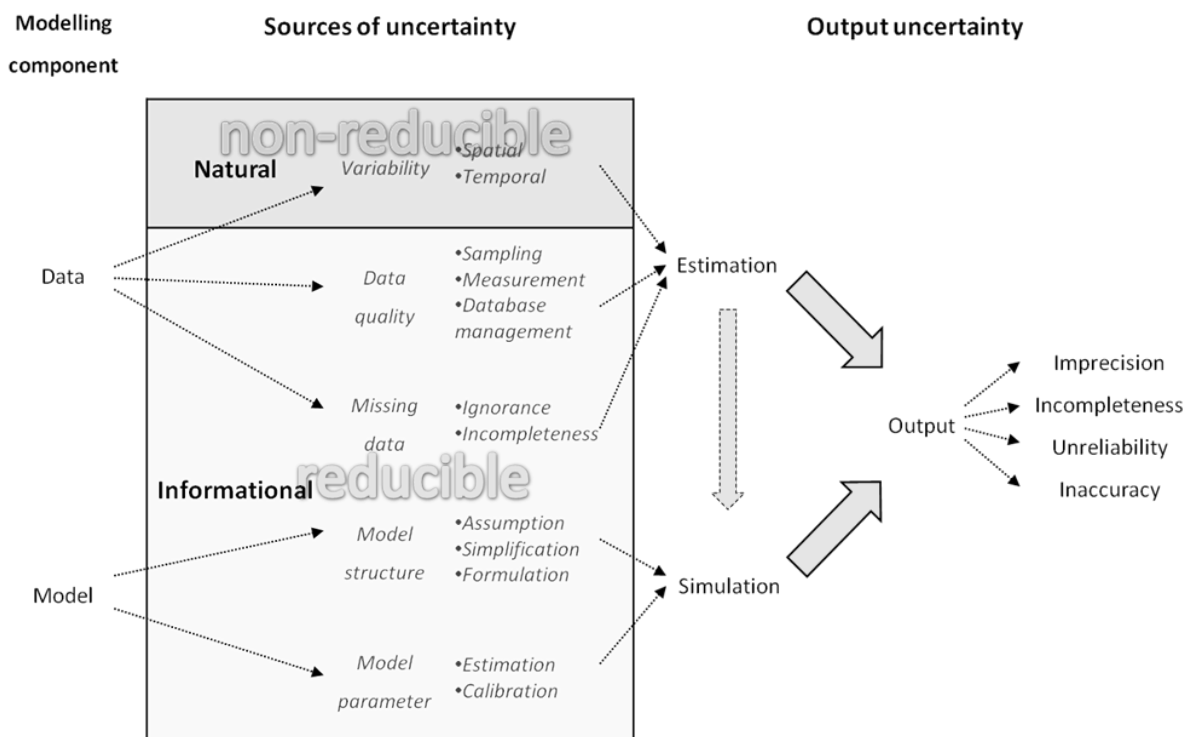 Modelling
component
Sources of uncertainty
Output uncertainty
non-reducible
Natural
Variability
•Spatial
•Temporal
Data
Data
quality
•Sampling
•Measurement
•Database
management
Estimation
Missing
data
•Ignorance
•Incompleteness
Output
Imprecision
Incompleteness
Unreliability
Inaccuracy
reducible
Informational
Model
Model
structure
•Assumption
•Simplification
•Formulation
Simulation
Model
parameter
•Estimation
•Calibration